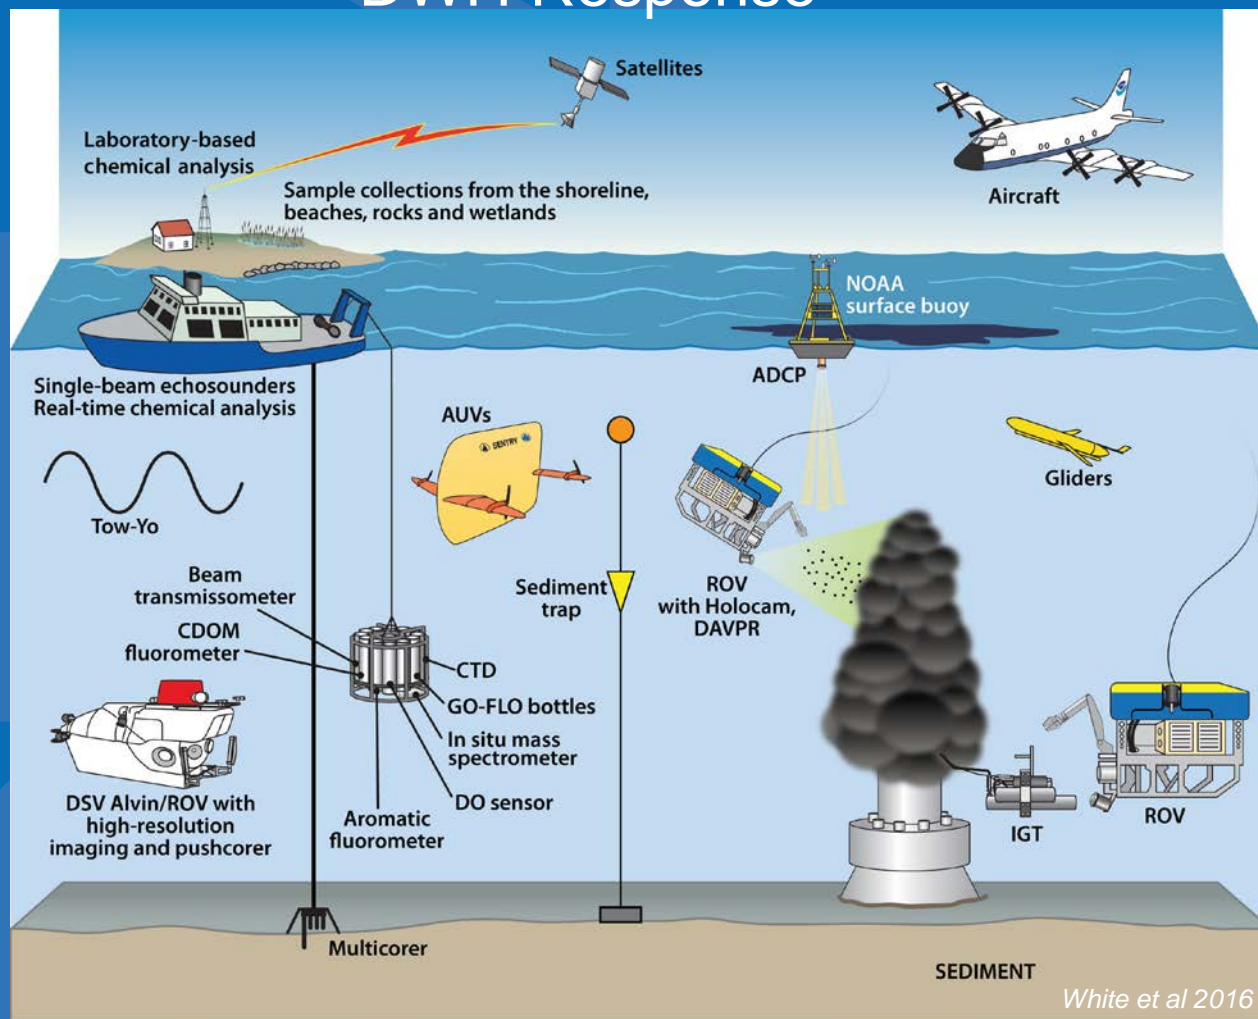 DWH Response
Satellites
Laboratory-based
chemical analysis
Sample collections from the shoreline,
beaches, rocks and wetlands
Aircraft
NOAA
surface buoy
ADCP
Single-beam echosounders
Real-time chemical analysis
AUVs
SENTRY
Gliders
Tow-Yo
Beam
transmissometer
CDOM
fluorometer
Sediment
trap
ROV
with Holocam,
DAVPR
CTD
GO-FLO bottles
In situ mass
spectrometer
DO sensor
Aromatic
fluorometer
DSV Alvin/ROV with
high-resolution
imaging and pushcorer
IGT
ROV
Multicorer
SEDIMENT
White et al 2016